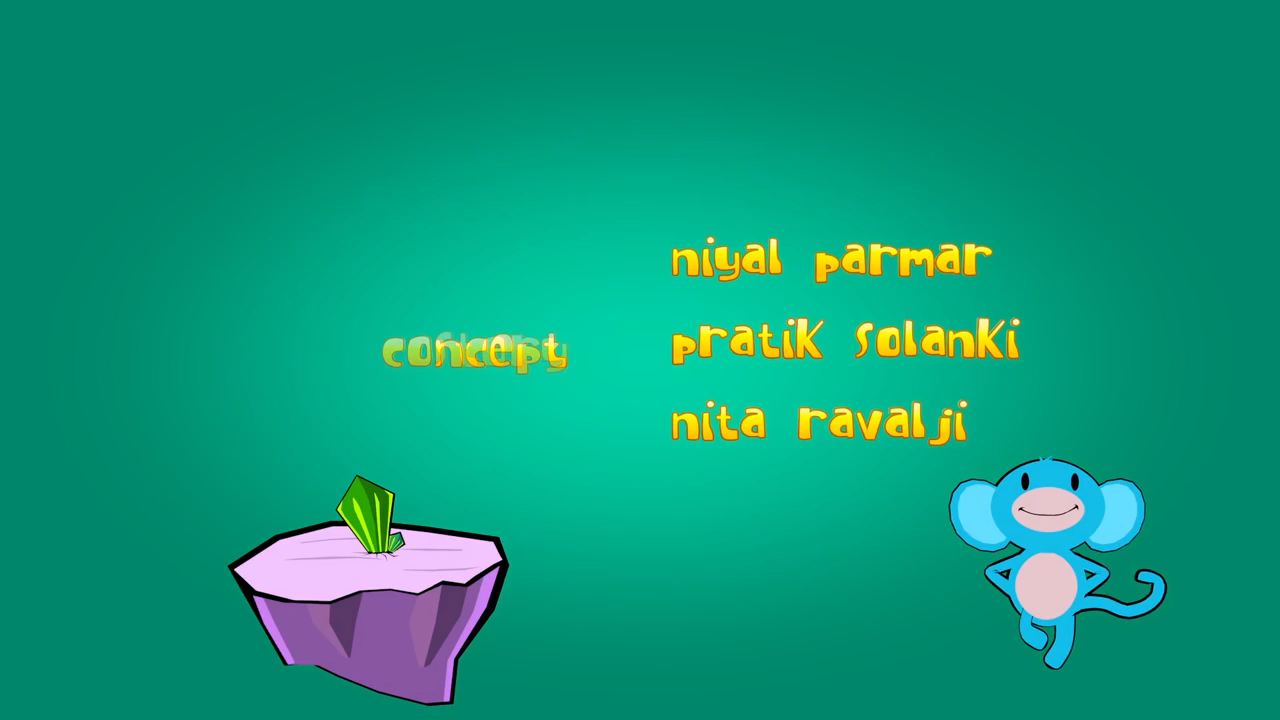 concept
niyal parmar
pratik solanki
nita ravalji